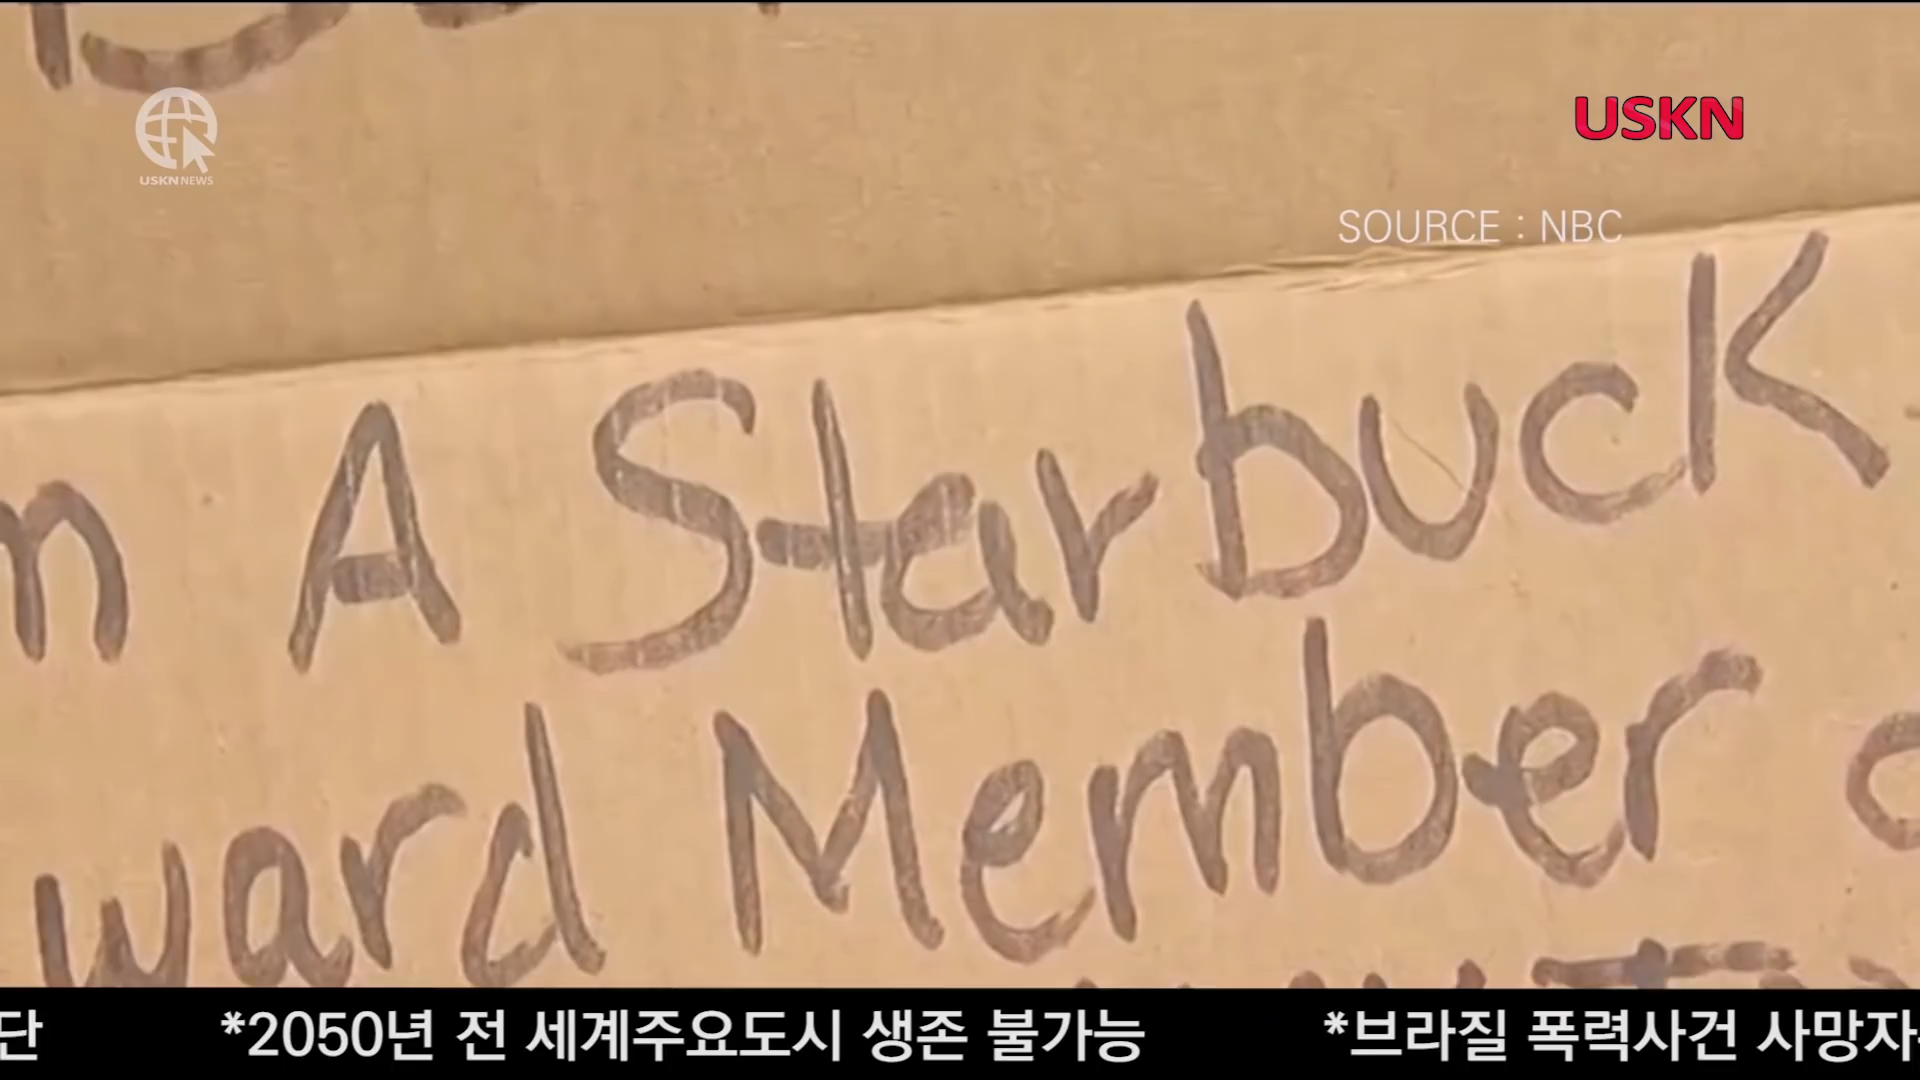 USKN
USKN NEWS
SOURCE : NBC
A Starbuck
ward Member
단 *2050년 전 세계주요도시 생존 불가능 *브라질 폭력사건 사망자